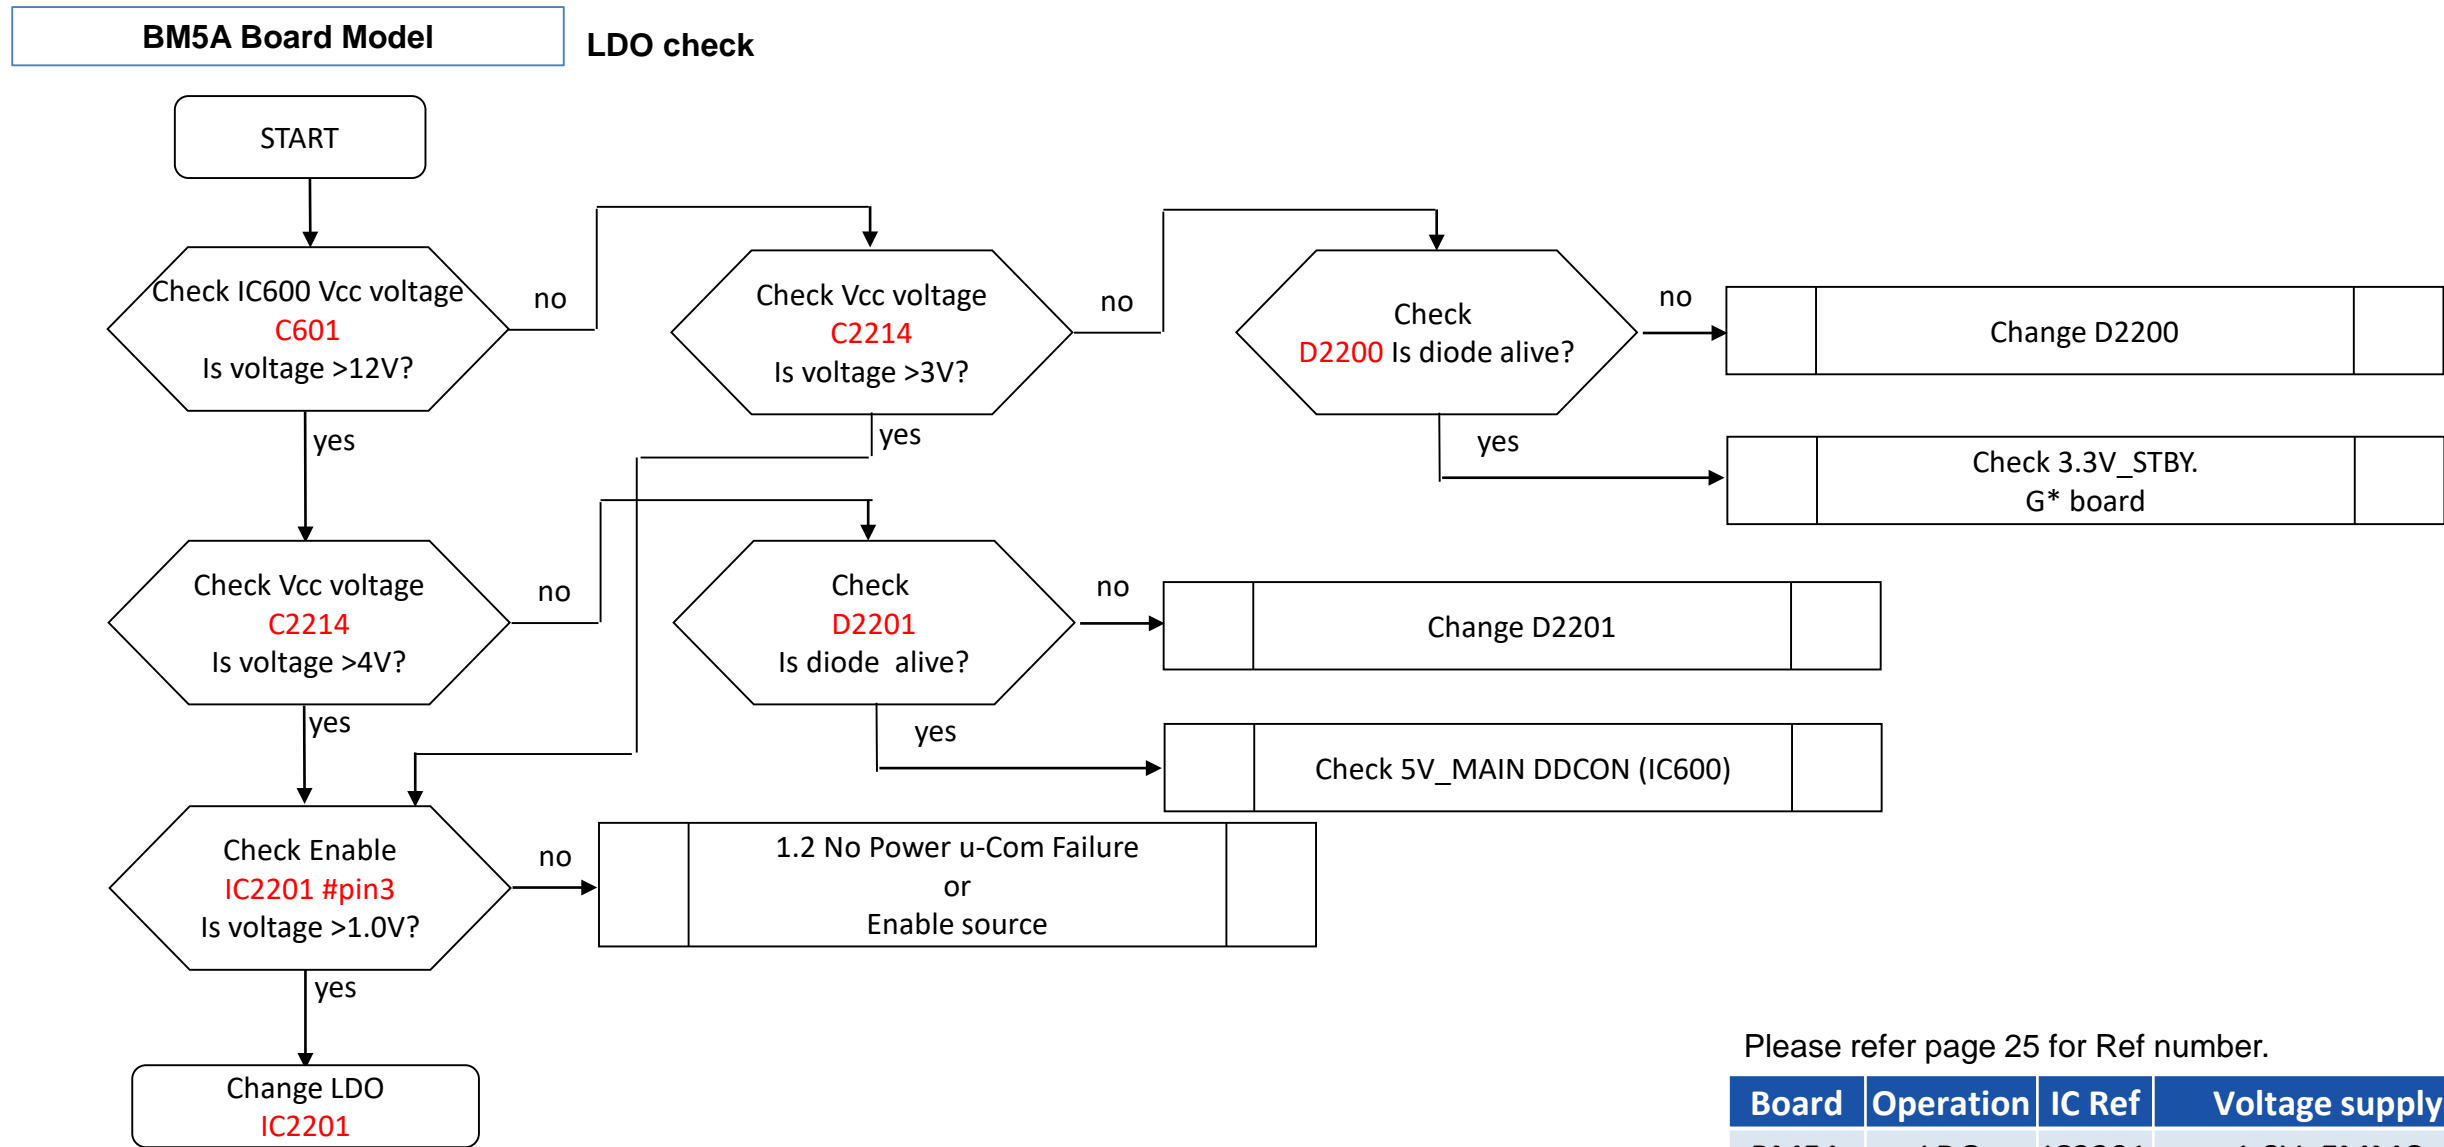 BM5A Board Model
LDO check
START
Check IC600 Vcc voltage
C601
Is voltage >12V?
no
Check Vcc voltage
C2214
Is voltage >3V?
no
Check
D2200 Is diode alive?
no
Change D2200
yes
yes
yes
Check 3.3V_STBY.
G* board
Check Vcc voltage
C2214
Is voltage >4V?
no
Check
D2201
Is diode  alive?
no
Change D2201
yes
yes
Check 5V_MAIN DDCON (IC600)
Check Enable
IC2201 #pin3
Is voltage >1.0V?
no
1.2 No Power u-Com Failure
or
Enable source
yes
Change LDO
IC2201
Please refer page 25 for Ref number.
Board Operation IC Ref Voltage supply